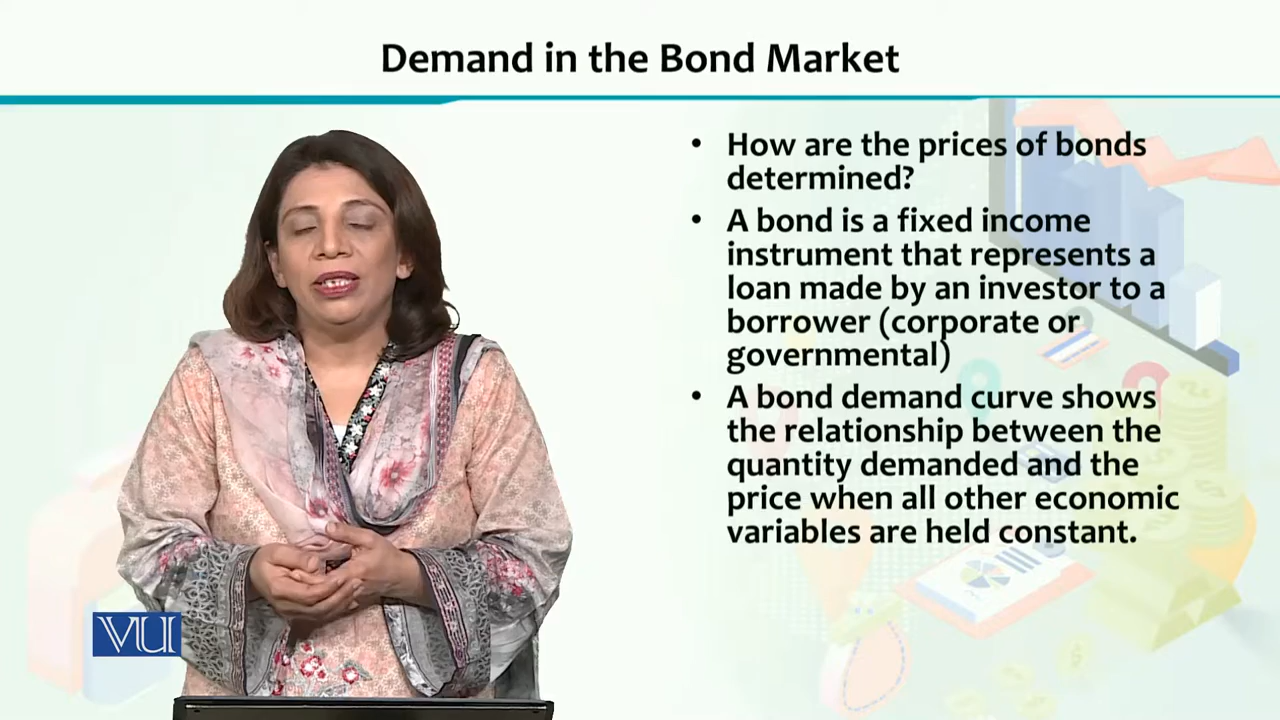 Demand in the Bond Market
• How are the prices of bonds
determined?
• A bond is a fixed income
instrument that represents a
loan made by an investor to a
borrower (corporate or
governmental)
• A bond demand curve shows
the relationship between the
quantity demanded and the
price when all other economic
variables are held constant.
VU